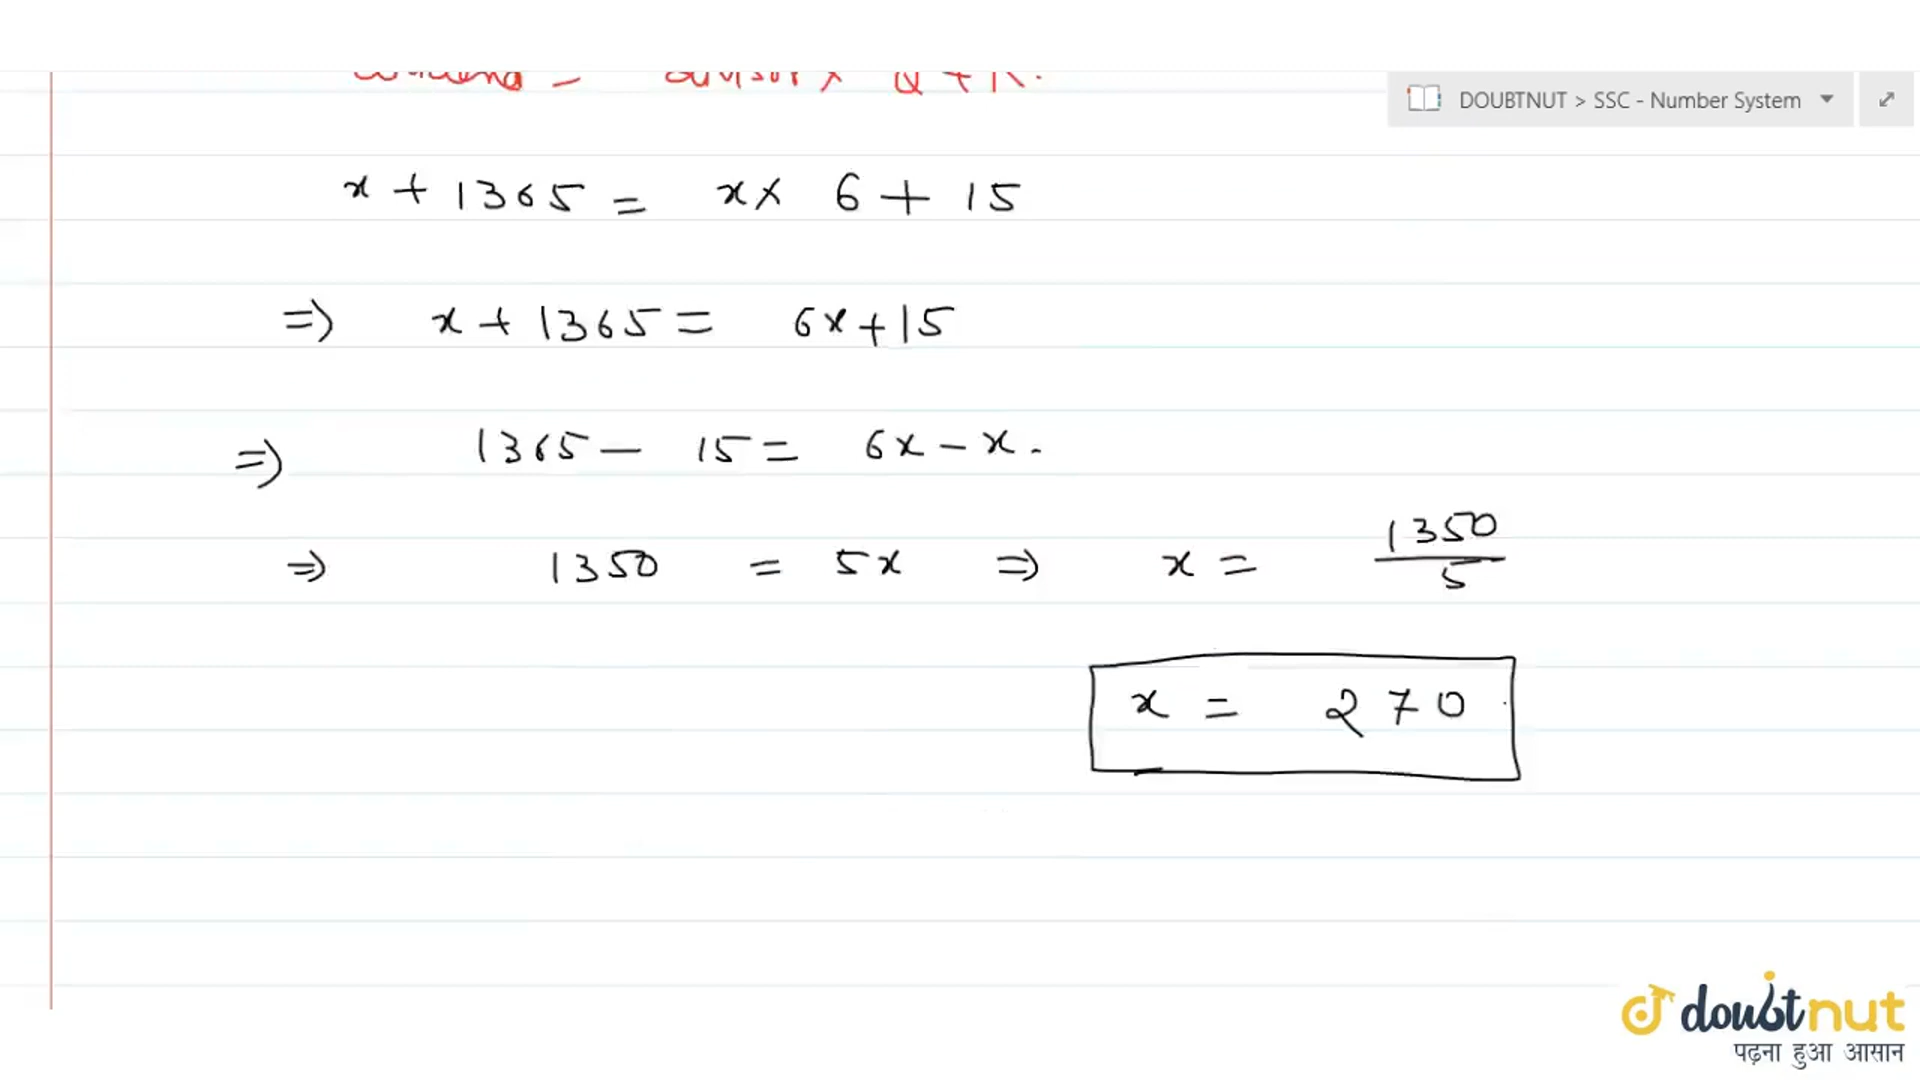 DOUBTNUT > SSC - Number System
x + 1365 = x × 6 + 15
⇒ x + 1365 = 6x + 15
⇒ 1365 - 15 = 6x - x.
⇒ 1350 = 5x ⇒ x = 1350/5
x = 270
doubtnut
पढ़ना हुआ आसान